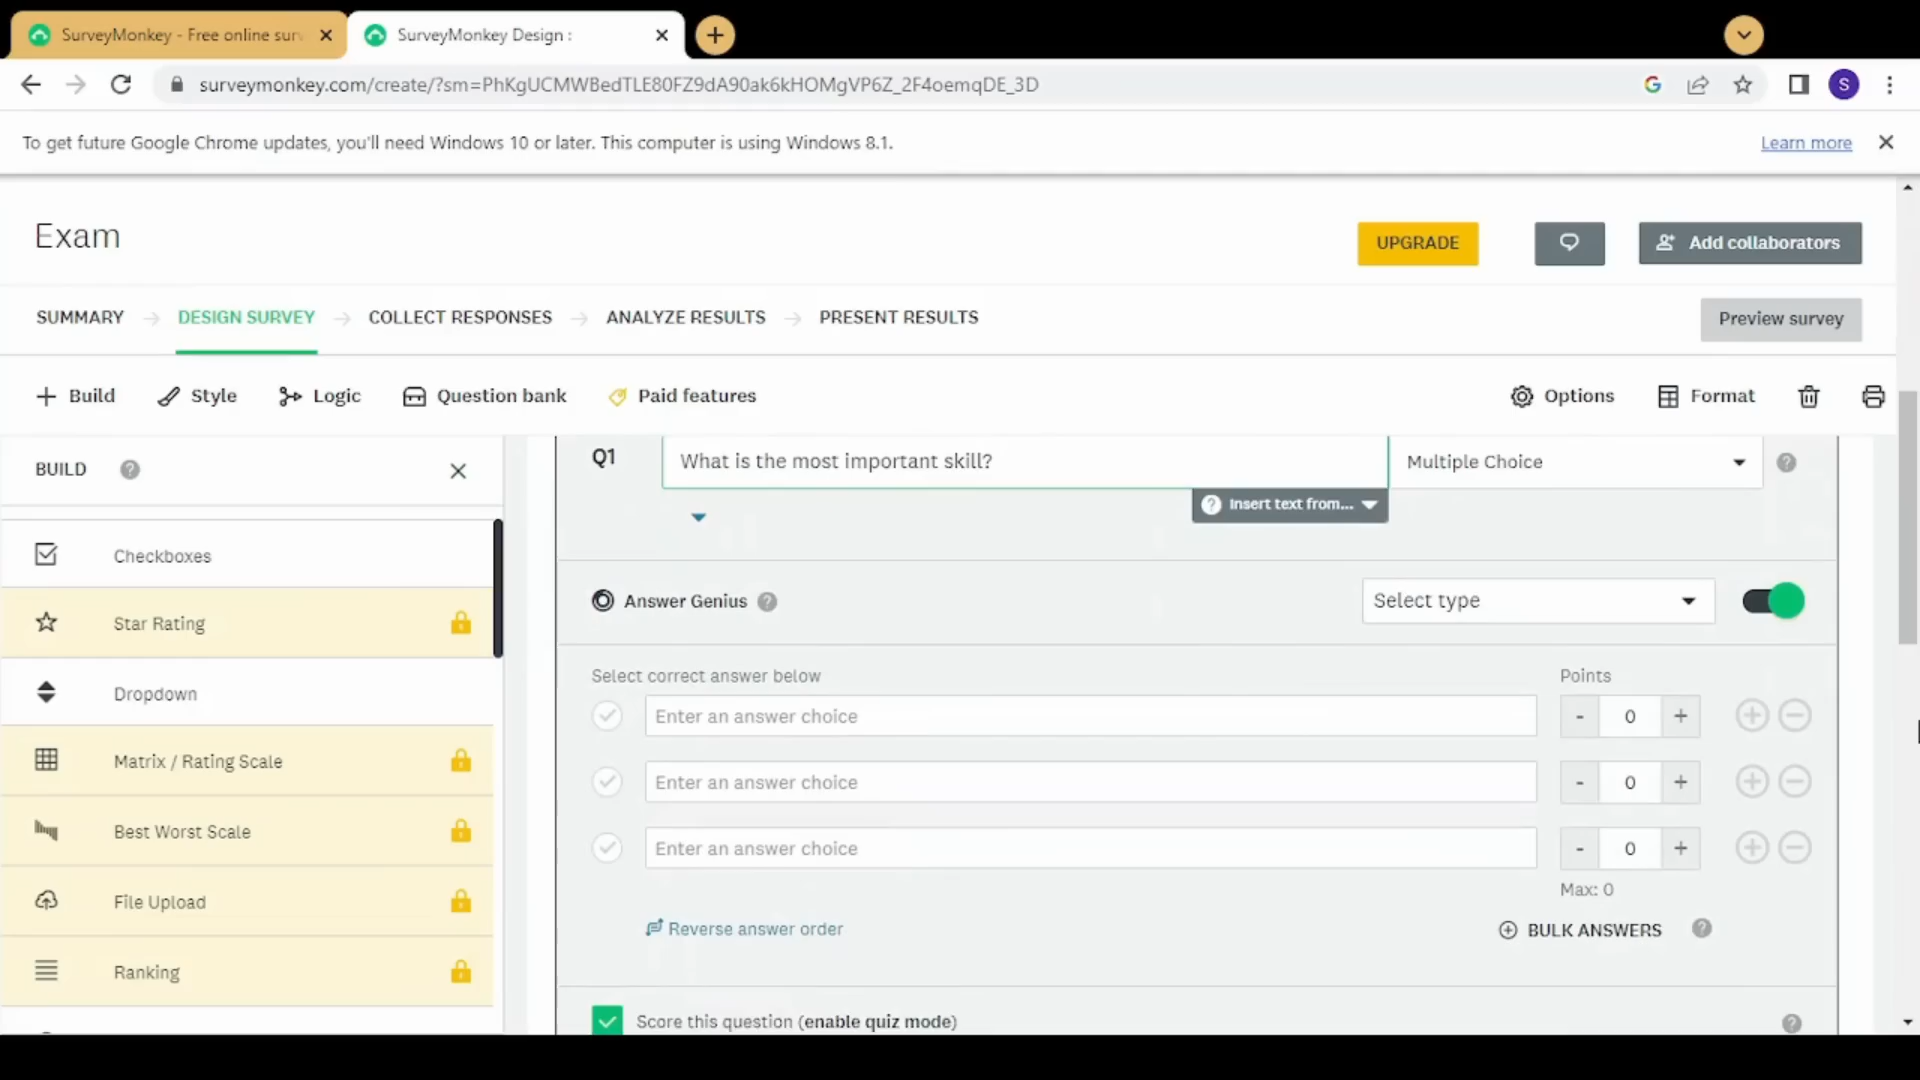 SurveyMonkey - Free online surv
SurveyMonkey Design :
surveymonkey.com/create/?sm=PhKgUCMWBedTLE80FZ9dA90ak6kHOMgVP6Z_2F4oemqDE_3D
S
To get future Google Chrome updates, you'll need Windows 10 or later. This computer is using Windows 8.1.
Learn more
Exam
UPGRADE
Add collaborators
SUMMARY
DESIGN SURVEY
COLLECT RESPONSES
ANALYZE RESULTS
PRESENT RESULTS
Preview survey
Build
Style
Logic
Question bank
Paid features
Options
Format
BUILD
Checkboxes
Star Rating
Dropdown
Matrix / Rating Scale
Best Worst Scale
File Upload
Ranking
Q1
What is the most important skill?
Multiple Choice
Insert text from...
Answer Genius
Select type
Select correct answer below
Points
Enter an answer choice
- 0 +
Enter an answer choice
- 0 +
Enter an answer choice
- 0 +
Max: 0
Reverse answer order
BULK ANSWERS
Score this question (enable quiz mode)